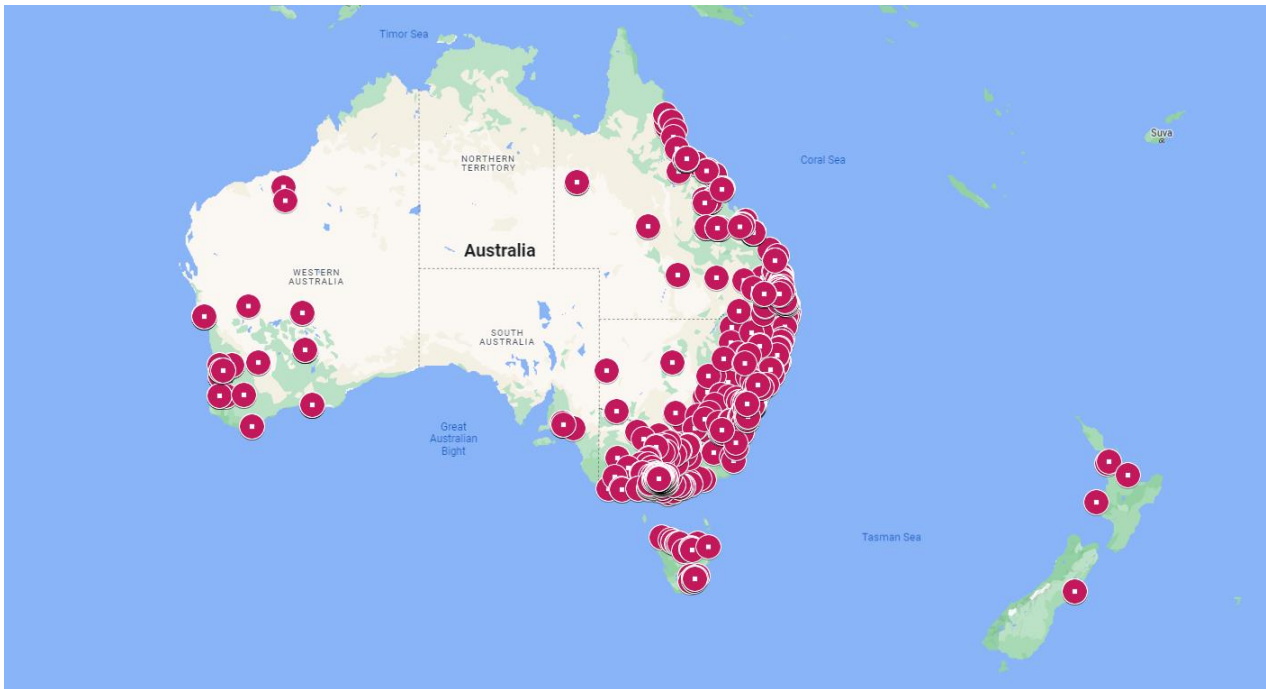 Timor Sea
Suva
NORTHERN
TERRITORY
Coral Sea
Australia
WESTERN
AUSTRALIA
SOUTH
AUSTRALIA
Great
Australian
Bight
Tasman Sea